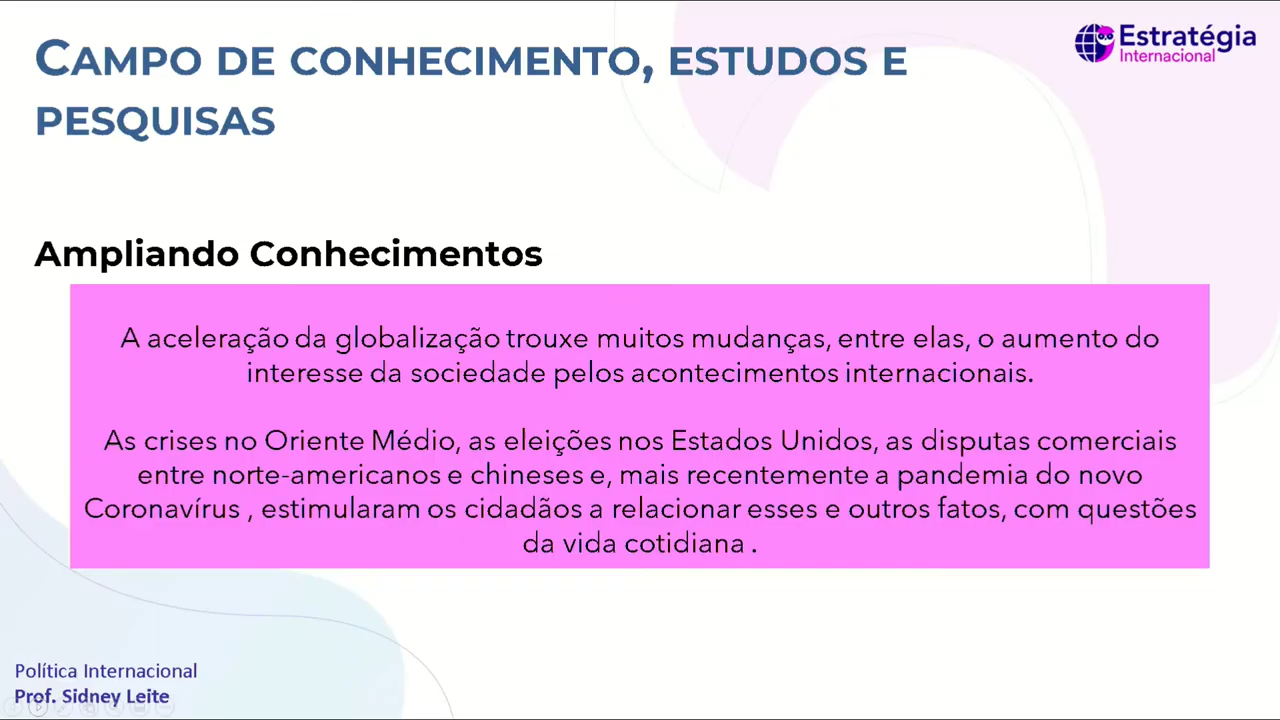 CAMPO DE CONHECIMENTO, ESTUDOS E
PESQUISAS
Estratégia
Internacional
Ampliando Conhecimentos
A aceleração da globalização trouxe muitos mudanças, entre elas, o aumento do
interesse da sociedade pelos acontecimentos internacionais.
As crises no Oriente Médio, as eleições nos Estados Unidos, as disputas comerciais
entre norte-americanos e chineses e, mais recentemente a pandemia do novo
Coronavírus , estimularam os cidadãos a relacionar esses e outros fatos, com questões
da vida cotidiana .
Política Internacional
Prof. Sidney Leite